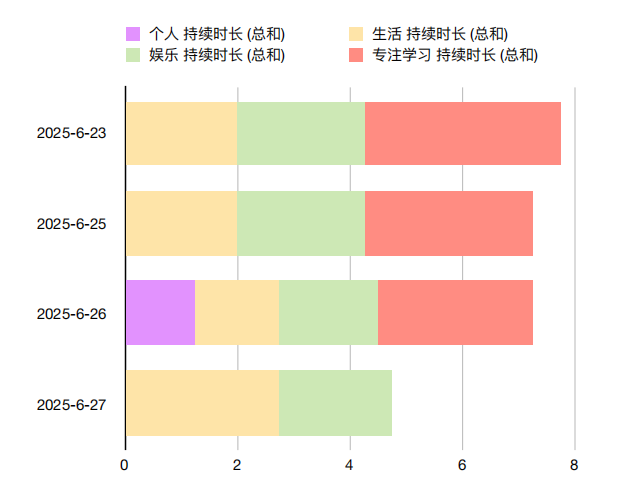 个人 持续时长 (总和)
生活 持续时长 (总和)
娱乐 持续时长 (总和)
专注学习 持续时长 (总和)
2025-6-23
2025-6-25
2025-6-26
2025-6-27
0 2 4 6 8